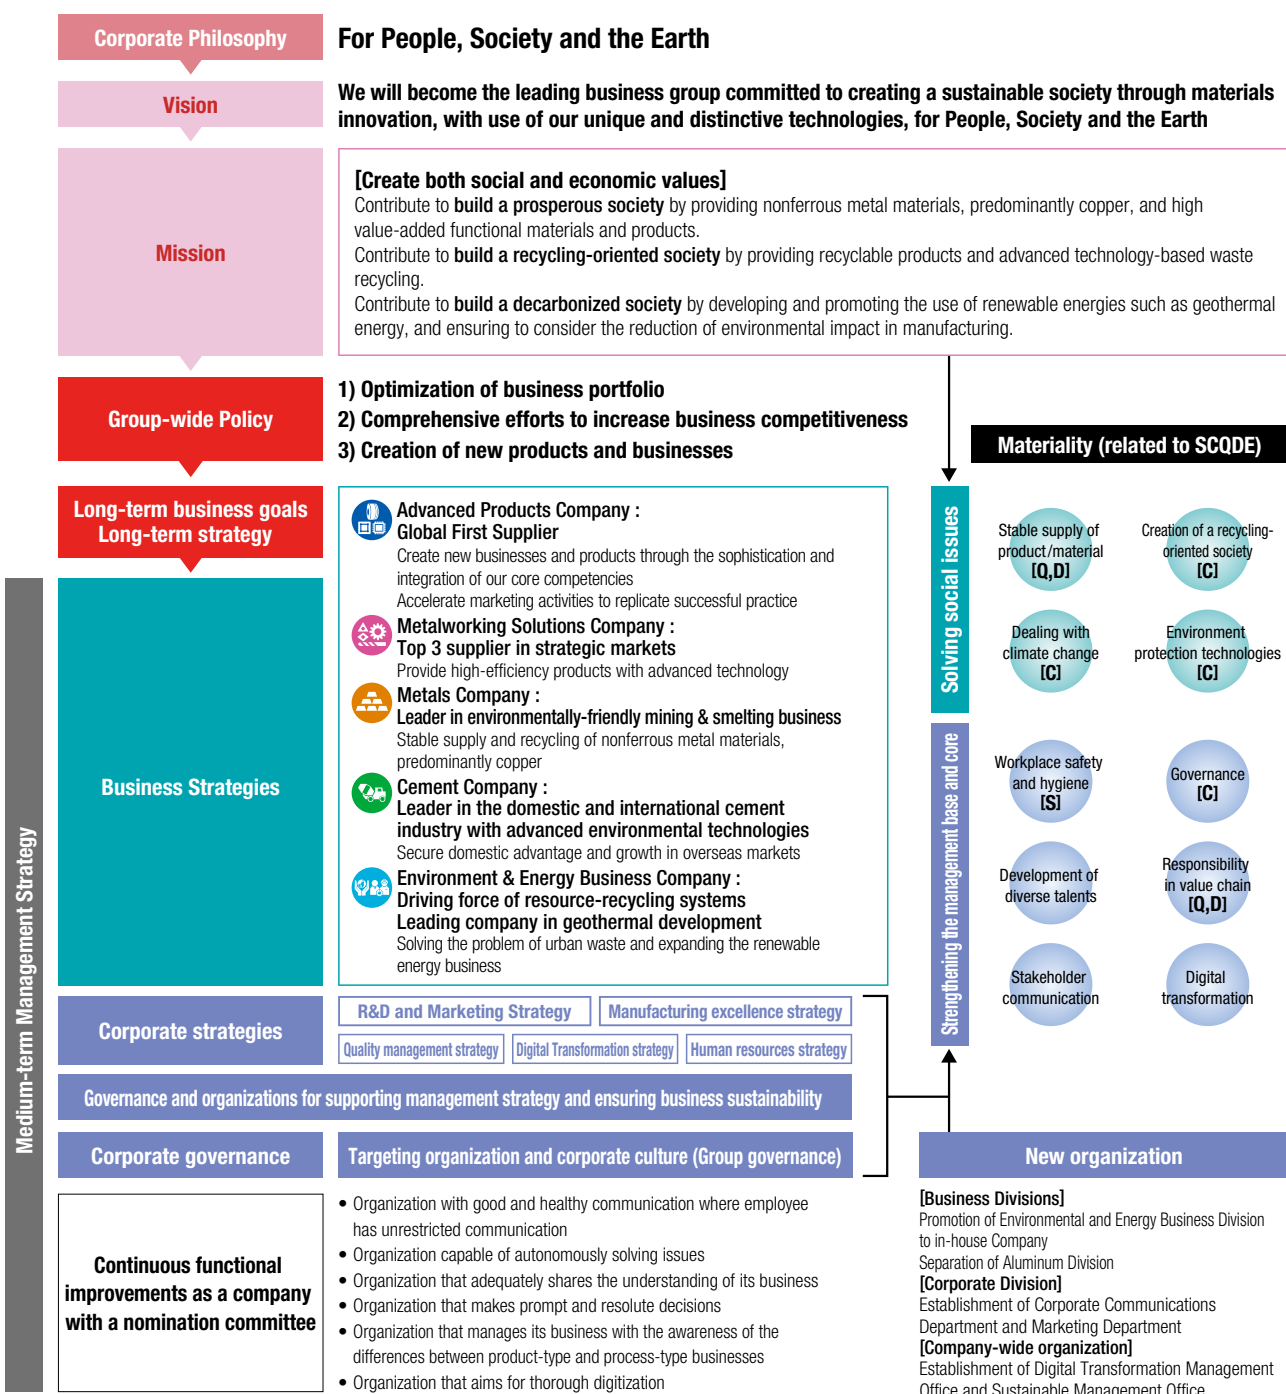 Corporate Philosophy
For People, Society and the Earth
Vision
We will become the leading business group committed to creating a sustainable society through materials
innovation, with use of our unique and distinctive technologies, for People, Society and the Earth
Mission
[Create both social and economic values]
Contribute to build a prosperous society by providing nonferrous metal materials, predominantly copper, and high
value-added functional materials and products.
Contribute to build a recycling-oriented society by providing recyclable products and advanced technology-based waste
recycling.
Contribute to build a decarbonized society by developing and promoting the use of renewable energies such as geothermal
energy, and ensuring to consider the reduction of environmental impact in manufacturing.
Group-wide Policy
1) Optimization of business portfolio
2) Comprehensive efforts to increase business competitiveness
3) Creation of new products and businesses
Long-term business goals
Long-term strategy
Medium-term Management Strategy
Business Strategies
Advanced Products Company :
Global First Supplier
Create new businesses and products through the sophistication and
integration of our core competencies
Accelerate marketing activities to replicate successful practice
Metalworking Solutions Company :
Top 3 supplier in strategic markets
Provide high-efficiency products with advanced technology
Metals Company :
Leader in environmentally-friendly mining & smelting business
Stable supply and recycling of nonferrous metal materials,
predominantly copper
Cement Company :
Leader in the domestic and international cement
industry with advanced environmental technologies
Secure domestic advantage and growth in overseas markets
Environment & Energy Business Company :
Driving force of resource-recycling systems
Leading company in geothermal development
Solving the problem of urban waste and expanding the renewable
energy business
Materiality (related to SCQDE)
Solving social issues
Stable supply of
product/material
[Q,D]
Creation of a recycling-
oriented society
[C]
Dealing with
climate change
[C]
Environment
protection technologies
[C]
Strengthening the management base and core
Workplace safety
and hygiene
[S]
Governance
[C]
Development of
diverse talents
Responsibility
in value chain
[Q,D]
Stakeholder
communication
Digital
transformation
Corporate strategies
R&D and Marketing Strategy
Manufacturing excellence strategy
Quality management strategy
Digital Transformation strategy
Human resources strategy
Governance and organizations for supporting management strategy and ensuring business sustainability
Corporate governance
Targeting organization and corporate culture (Group governance)
Continuous functional
improvements as a company
with a nomination committee
• Organization with good and healthy communication where employee
has unrestricted communication
• Organization capable of autonomously solving issues
• Organization that adequately shares the understanding of its business
• Organization that makes prompt and resolute decisions
• Organization that manages its business with the awareness of the
differences between product-type and process-type businesses
• Organization that aims for thorough digitization
New organization
[Business Divisions]
Promotion of Environmental and Energy Business Division
to in-house Company
Separation of Aluminum Division
[Corporate Division]
Establishment of Corporate Communications
Department and Marketing Department
[Company-wide organization]
Establishment of Digital Transformation Management
Office and Sustainable Management Office